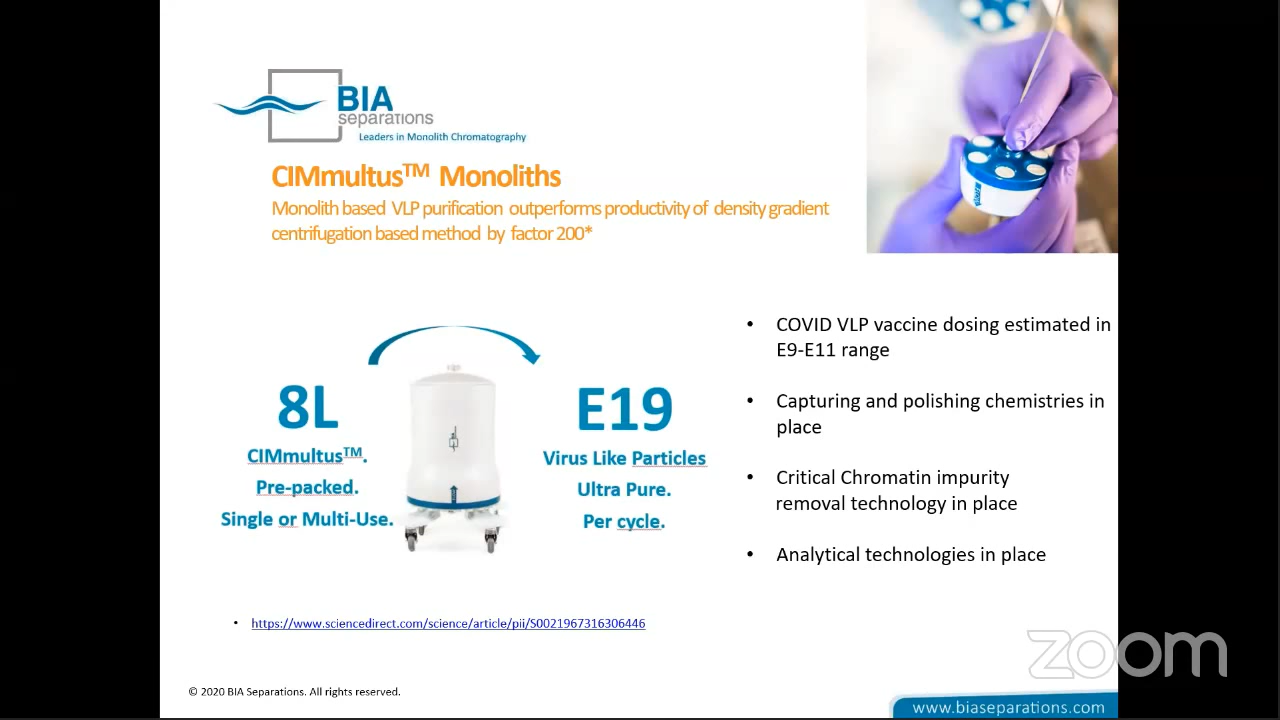 BIA
separations
Leaders in Monolith Chromatography
CIMmultus™ Monoliths
Monolith based VLP purification outperforms productivity of density gradient
centrifugation based method by factor 200*
8L
CIMmultus™.
Pre-packed.
Single or Multi-Use.
E19
Virus Like Particles
Ultra Pure.
Per cycle.
• COVID VLP vaccine dosing estimated in
E9-E11 range
• Capturing and polishing chemistries in
place
• Critical Chromatin impurity
removal technology in place
• Analytical technologies in place
• https://www.sciencedirect.com/science/article/pii/S0021967316306446
© 2020 BIA Separations. All rights reserved.
www.biaseparations.com
zoom